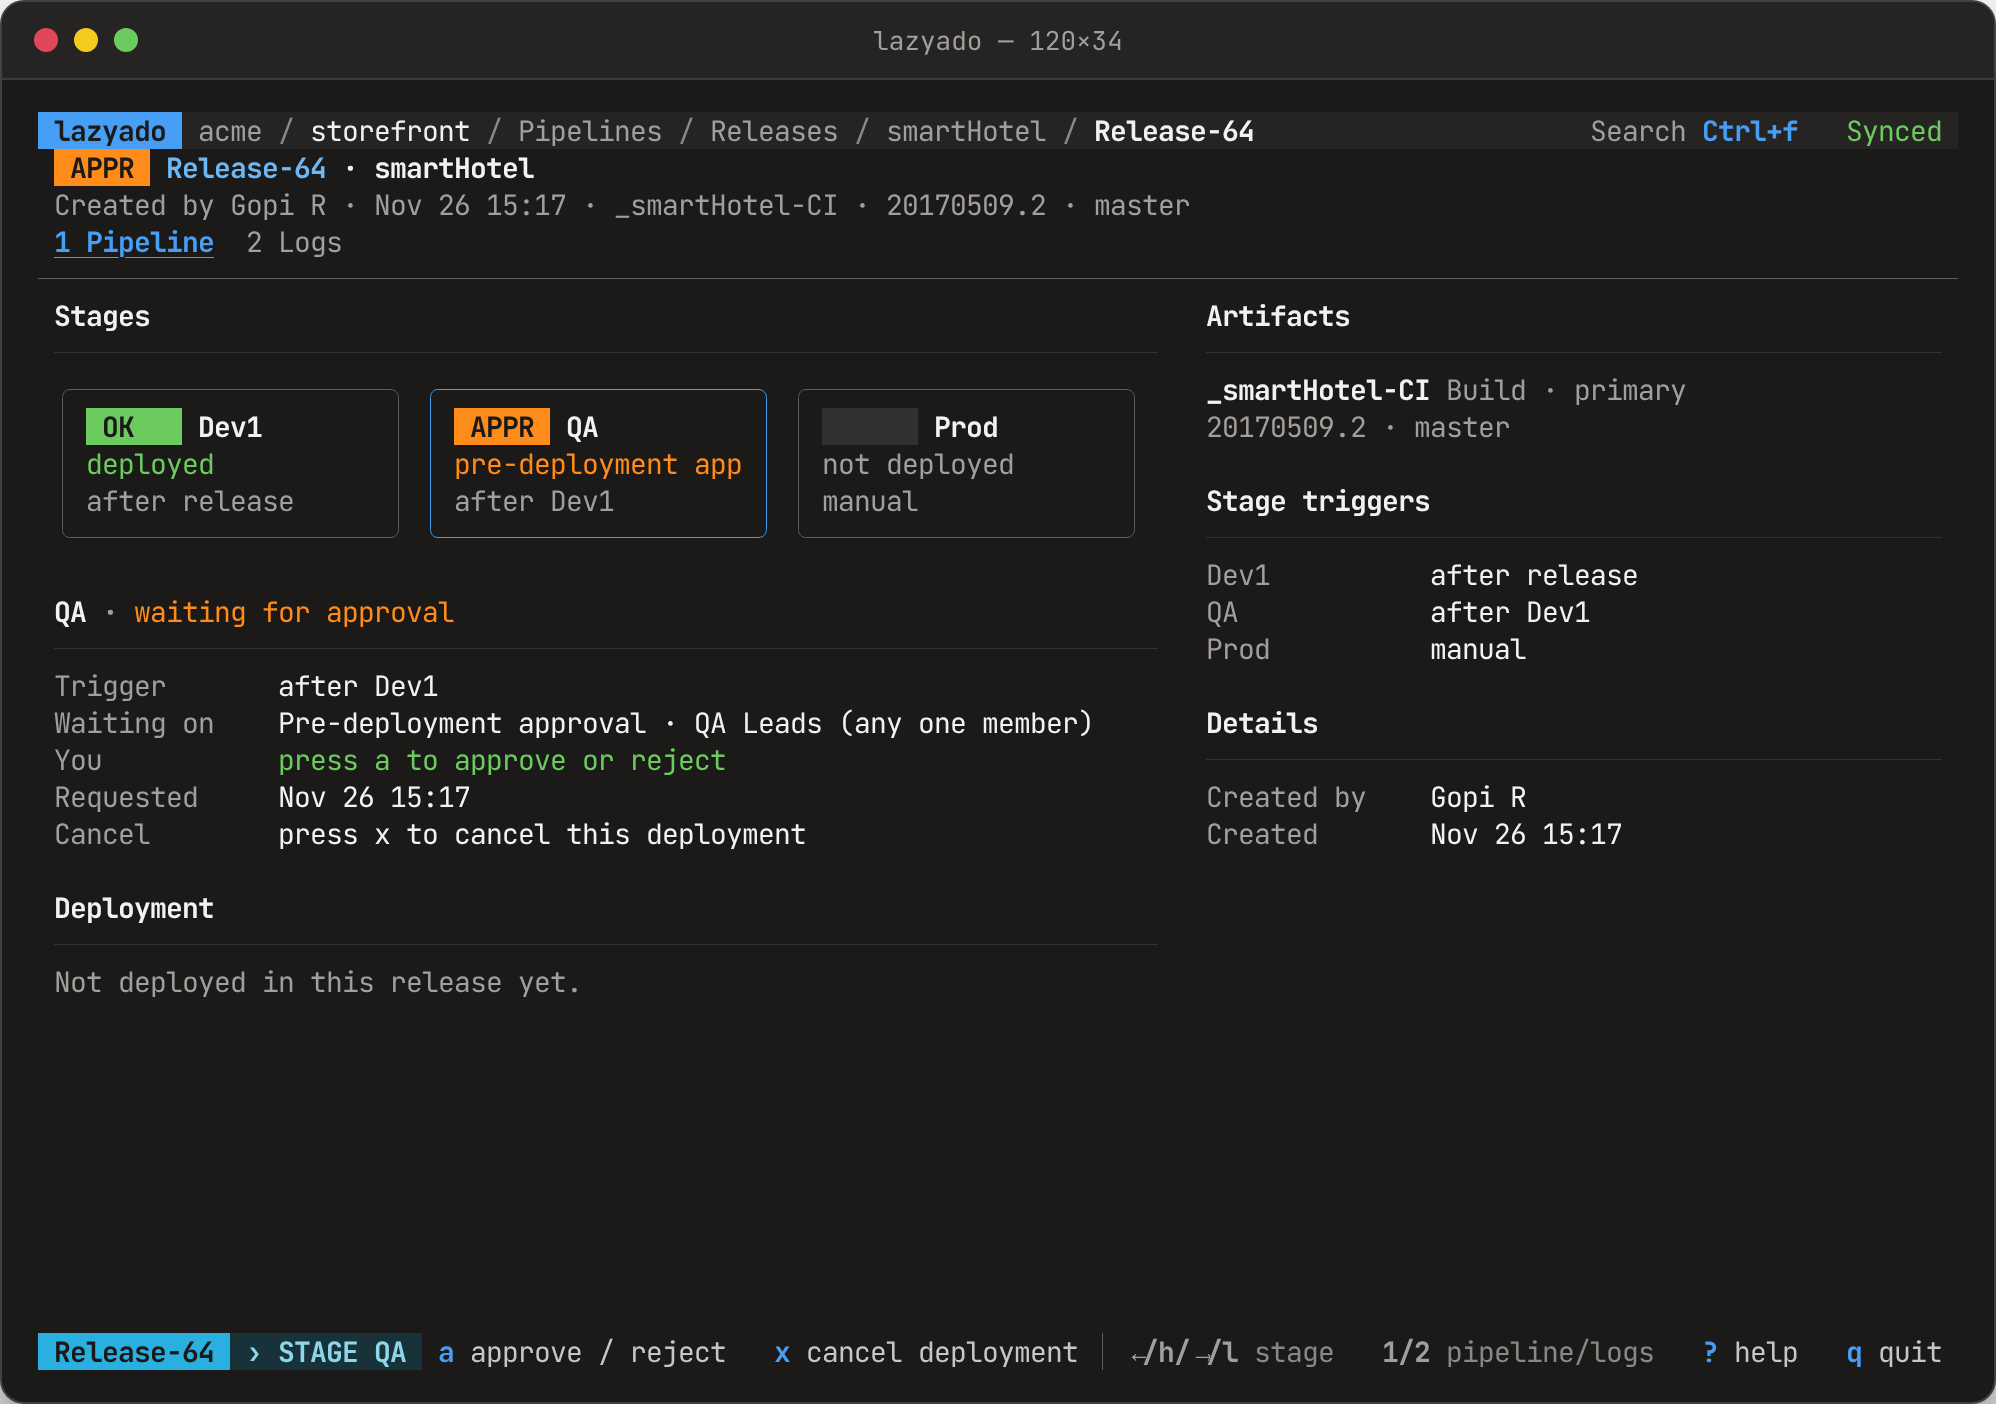 lazyado — 120×34
lazyado acme / storefront / Pipelines / Releases / smartHotel / Release-64 Search Ctrl+f Synced
APPR Release-64 · smartHotel
Created by Gopi R · Nov 26 15:17 · _smartHotel-CI · 20170509.2 · master
1 Pipeline 2 Logs
Stages
OK Dev1
deployed
after release
APPR QA
pre-deployment app
after Dev1
Prod
not deployed
manual
QA · waiting for approval
Trigger after Dev1
Waiting on Pre-deployment approval · QA Leads (any one member)
You press a to approve or reject
Requested Nov 26 15:17
Cancel press x to cancel this deployment
Deployment
Not deployed in this release yet.
Artifacts
_smartHotel-CI Build · primary
20170509.2 · master
Stage triggers
Dev1 after release
QA after Dev1
Prod manual
Details
Created by Gopi R
Created Nov 26 15:17
Release-64 › STAGE QA a approve / reject x cancel deployment │ ←/h/→/l stage 1/2 pipeline/logs ? help q quit